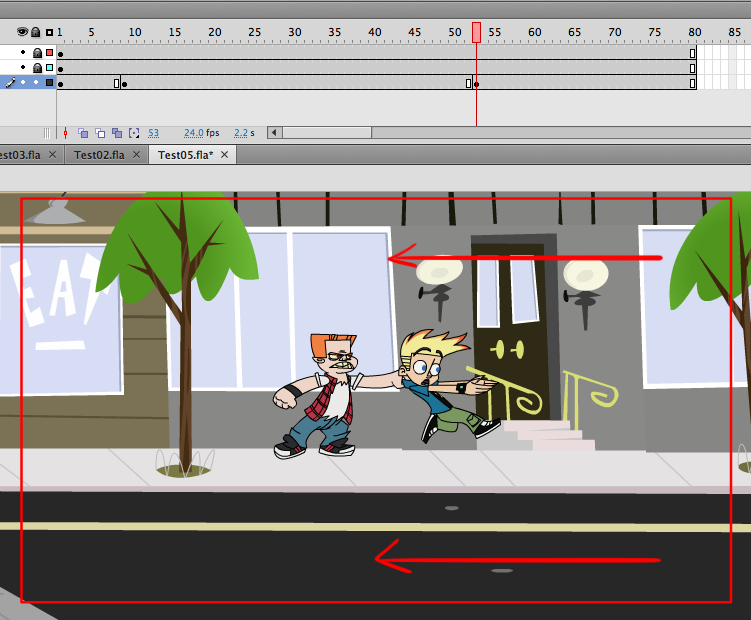 1 5 10 15 20 25 30 35 40 45 50 55 60 65 70 75 80 85
53 24.0 fps 2.2 s
est03.fla × Test02.fla × Test05.fla* ×
EAT